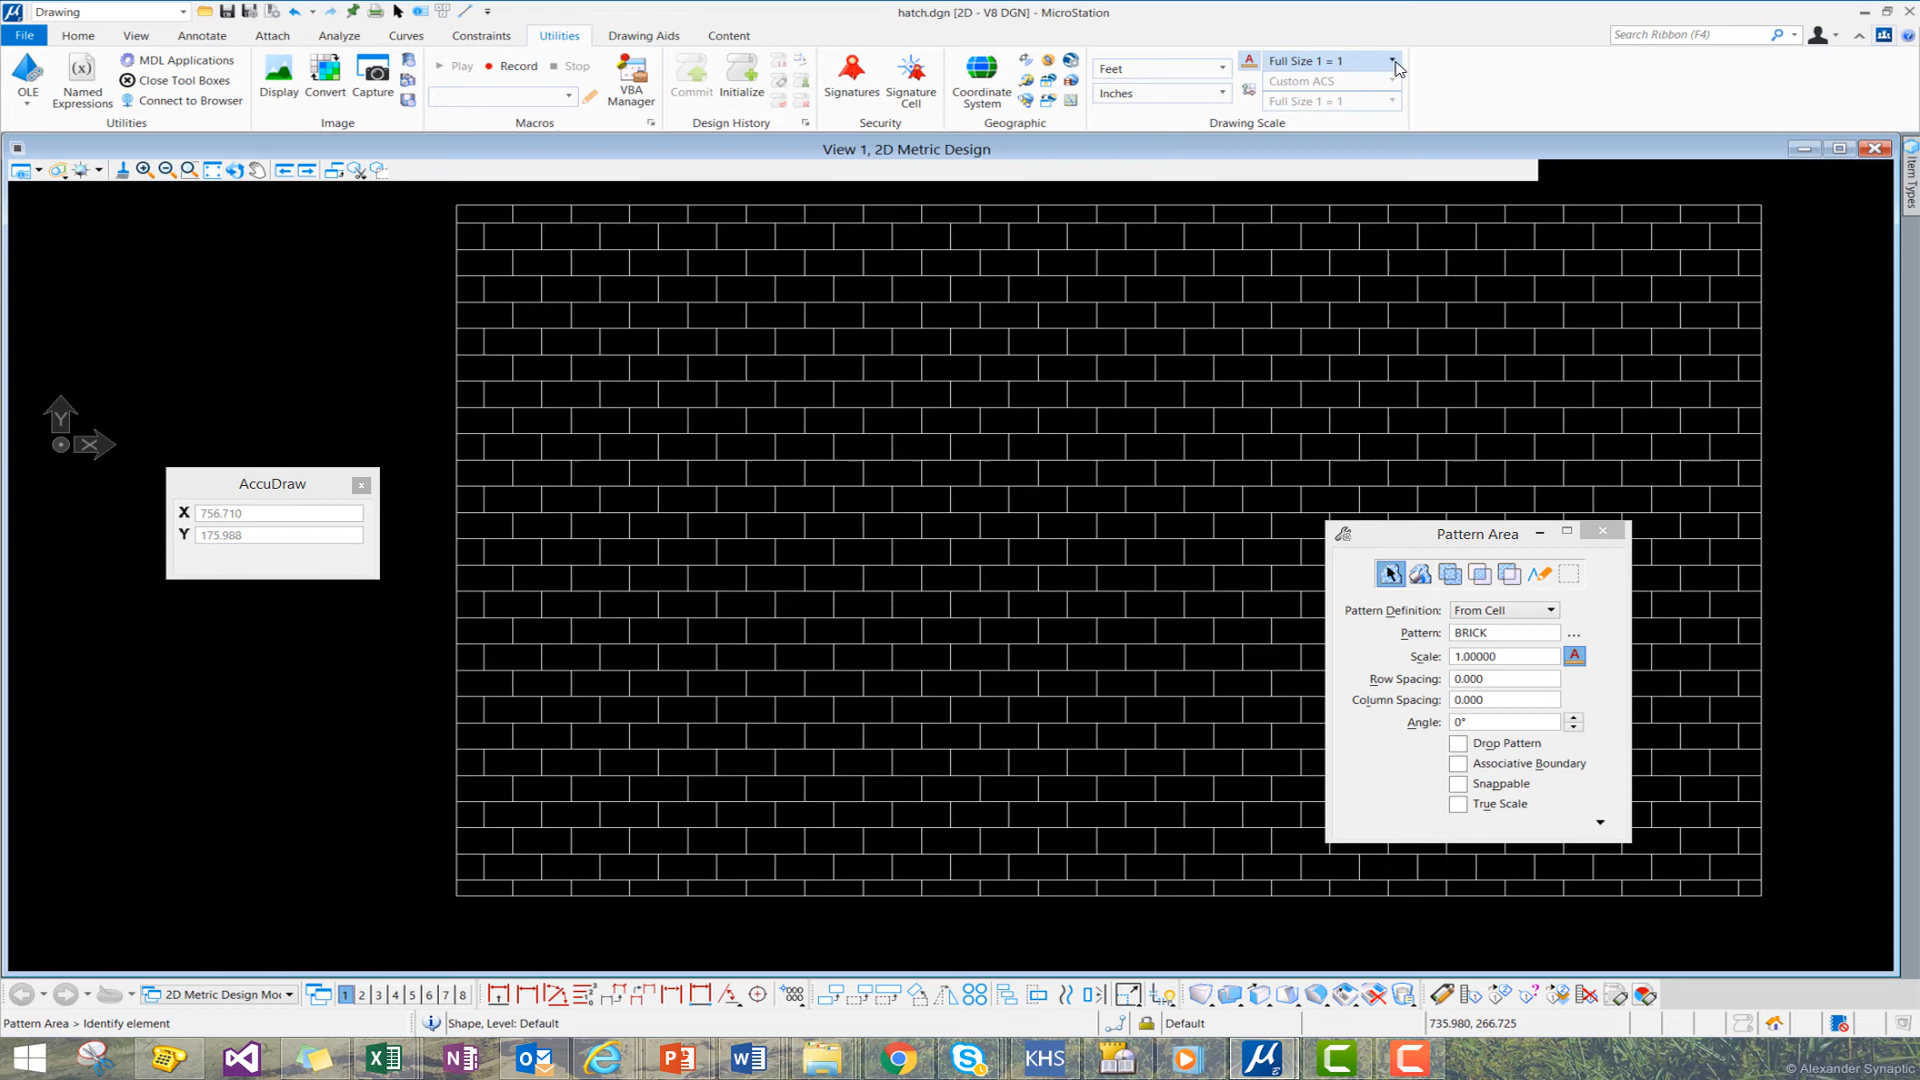 Drawing
hatch.dgn [2D - V8 DGN] - MicroStation
File Home View Annotate Attach Analyze Curves Constraints Utilities Drawing Aids Content
Search Ribbon (F4)
OLE
Named Expressions
MDL Applications
Close Tool Boxes
Connect to Browser
Utilities
Display Convert Capture
Image
Play Record Stop
VBA Manager
Macros
Commit Initialize
Design History
Signatures
Signature Cell
Security
Coordinate System
Geographic
Feet
Inches
Full Size 1 = 1
Custom ACS
Full Size 1 = 1
Drawing Scale
View 1, 2D Metric Design
Item Types
Y
X
AccuDraw
X 756.710
Y 175.988
Pattern Area
Pattern Definition: From Cell
Pattern: BRICK ...
Scale: 1.00000
Row Spacing: 0.000
Column Spacing: 0.000
Angle: 0°
Drop Pattern
Associative Boundary
Snappable
True Scale
2D Metric Design Moc 1 2 3 4 5 6 7 8
Pattern Area > Identify element
Shape, Level: Default
Default
735.980, 266.725
KHS
© Alexander Synaptic